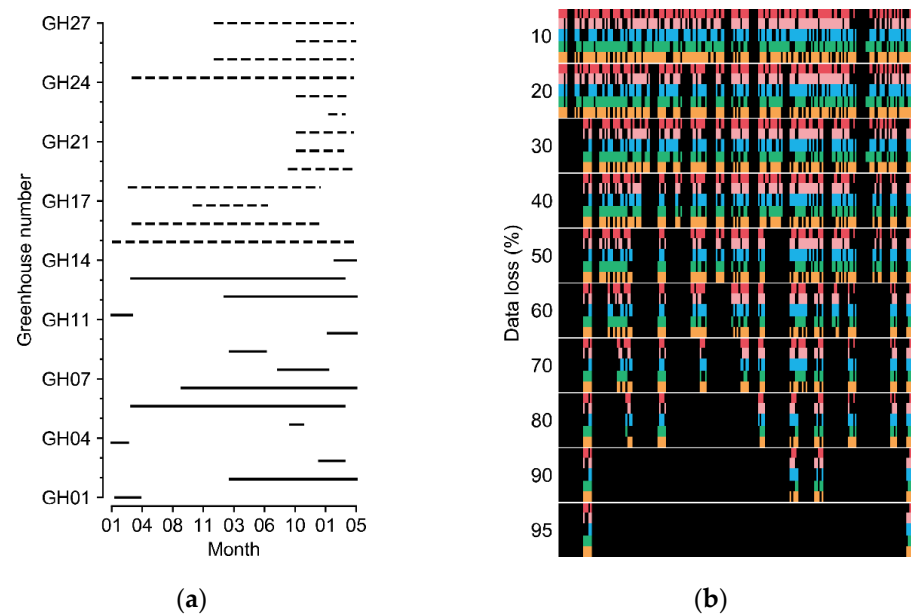 GH27
GH24
GH21
GH17
GH14
GH11
GH07
GH04
GH01
Greenhouse number
01 04 08 11 03 06 10 01 05
Month
(a)
10
20
30
40
50
60
70
80
90
95
Data loss (%)
(b)